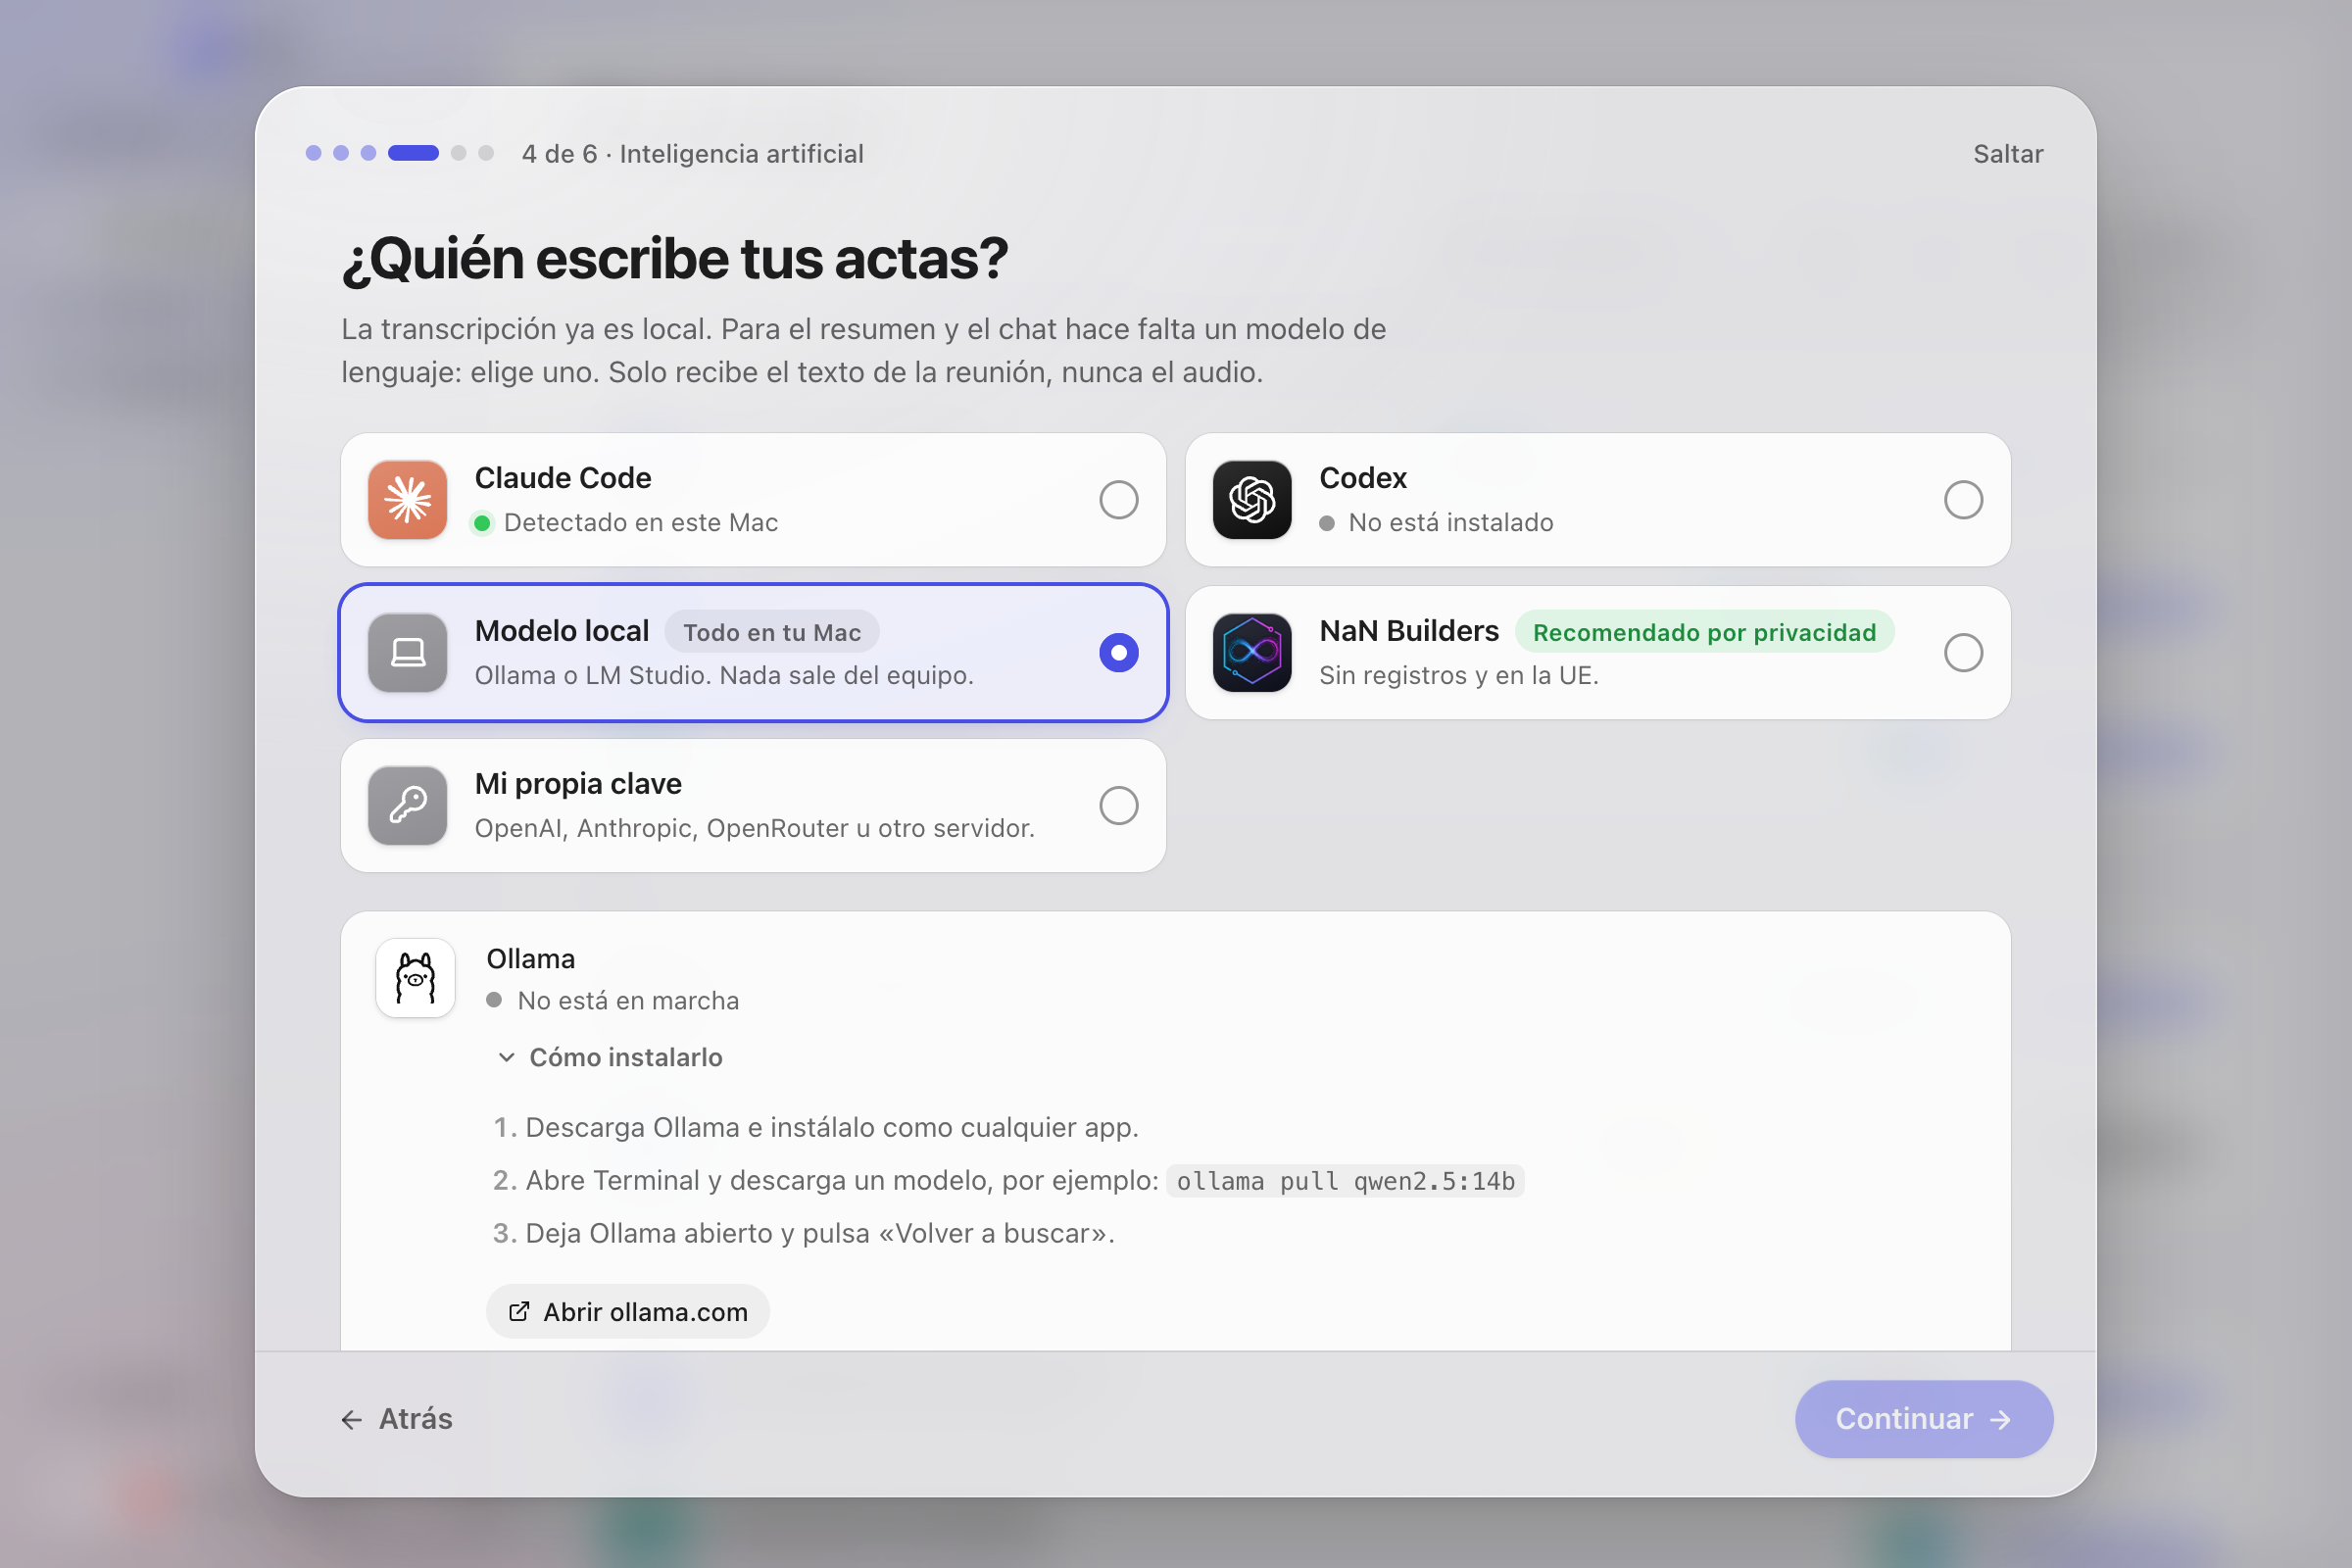 4 de 6 · Inteligencia artificial
Saltar
¿Quién escribe tus actas?
La transcripción ya es local. Para el resumen y el chat hace falta un modelo de
lenguaje: elige uno. Solo recibe el texto de la reunión, nunca el audio.
Claude Code
Detectado en este Mac
Codex
No está instalado
Modelo local
Todo en tu Mac
Ollama o LM Studio. Nada sale del equipo.
NaN Builders
Recomendado por privacidad
Sin registros y en la UE.
Mi propia clave
OpenAI, Anthropic, OpenRouter u otro servidor.
Ollama
No está en marcha
Cómo instalarlo
1. Descarga Ollama e instálalo como cualquier app.
2. Abre Terminal y descarga un modelo, por ejemplo: ollama pull qwen2.5:14b
3. Deja Ollama abierto y pulsa «Volver a buscar».
Abrir ollama.com
Atrás
Continuar